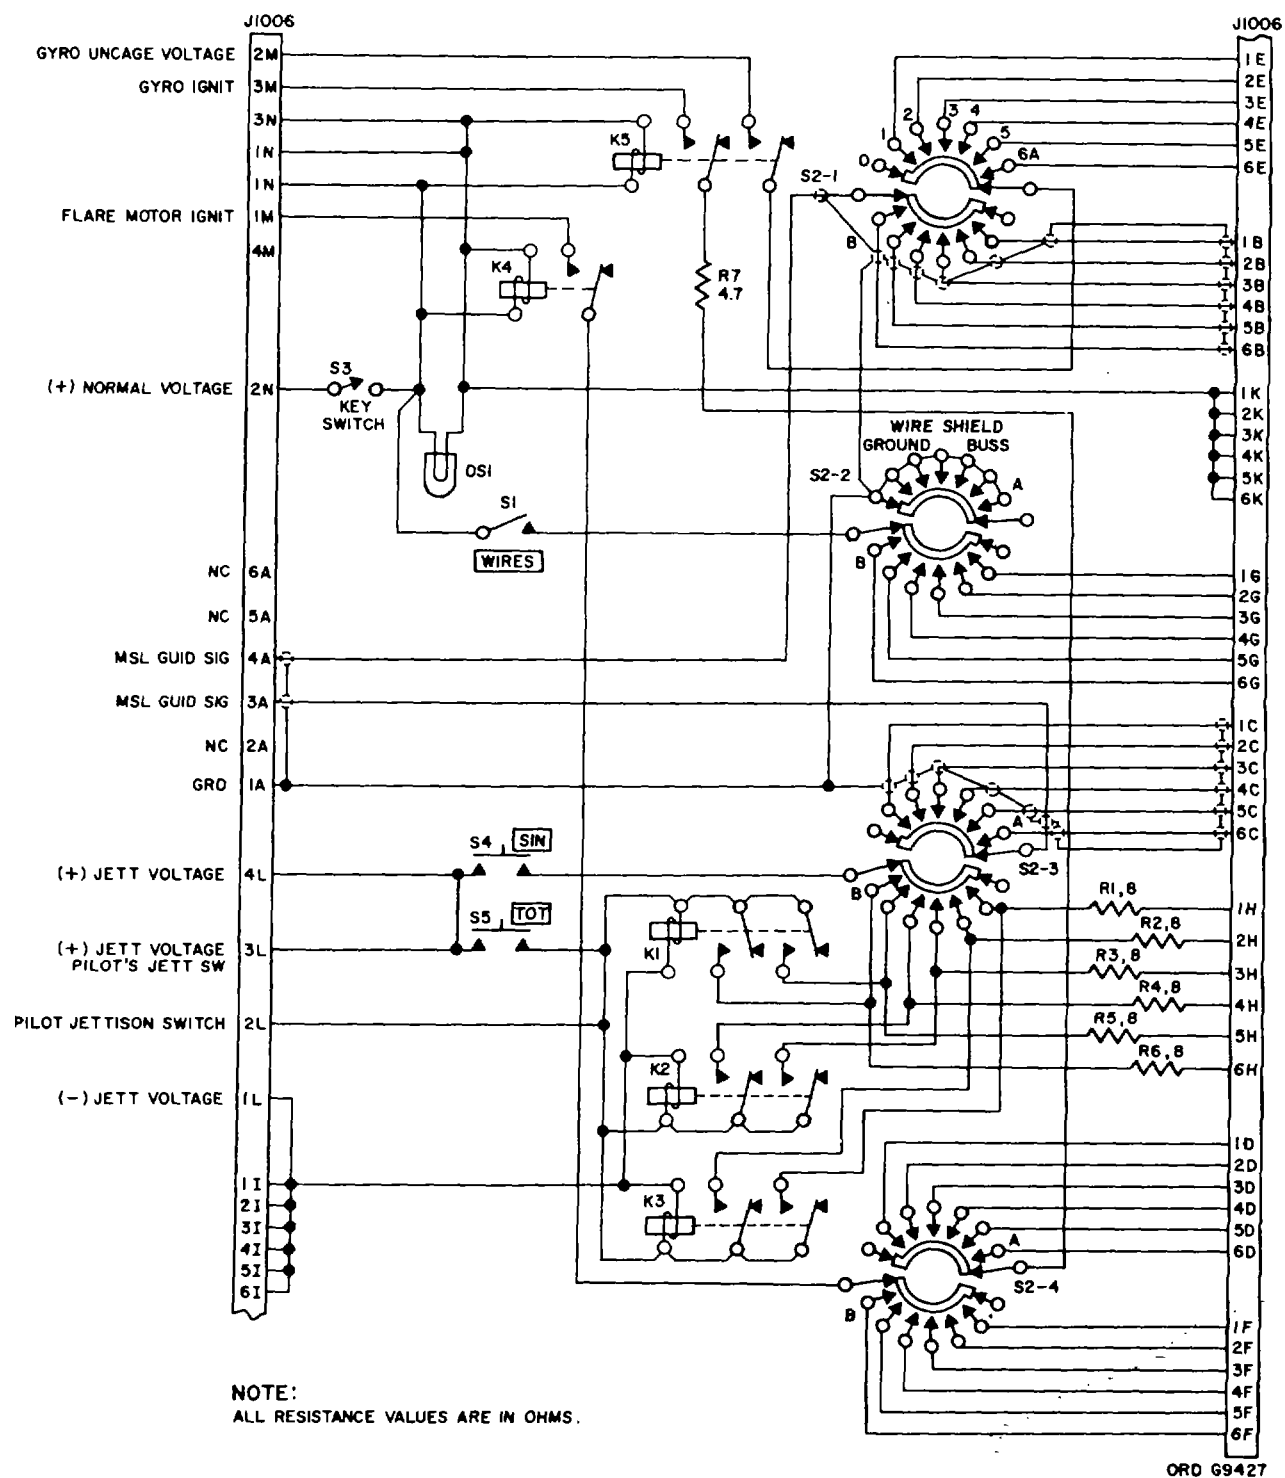 J1006
J1006
GYRO UNCAGE VOLTAGE 2M
GYRO IGNIT 3M
3N
1N
1N
FLARE MOTOR IGNIT 1M
4M
K5
K4
R7
4.7
S2-1
0
1
2
3
4
5
6A
B
1E
2E
3E
4E
5E
6E
1B
2B
3B
4B
5B
6B
(+) NORMAL VOLTAGE 2N
S3
KEY
SWITCH
DS1
S1
WIRES
WIRE SHIELD
GROUND BUSS
S2-2
A
B
1K
2K
3K
4K
5K
6K
NC 6A
NC 5A
MSL GUID SIG 4A
MSL GUID SIG 3A
NC 2A
GRD 1A
1G
2G
3G
4G
5G
6G
1C
2C
3C
4C
5C
6C
A
S2-3
B
S4 SIN
(+) JETT VOLTAGE 4L
S5 TOT
(+) JETT VOLTAGE 3L
PILOT'S JETT SW
PILOT JETTISON SWITCH 2L
(-) JETT VOLTAGE 1L
K1
K2
K3
R1,8 1H
R2,8 2H
R3,8 3H
R4,8 4H
R5,8 5H
R6,8 6H
1I
2I
3I
4I
5I
6I
1D
2D
3D
4D
5D
6D
A
S2-4
B
1F
2F
3F
4F
5F
6F
NOTE:
ALL RESISTANCE VALUES ARE IN OHMS.
ORD G9427